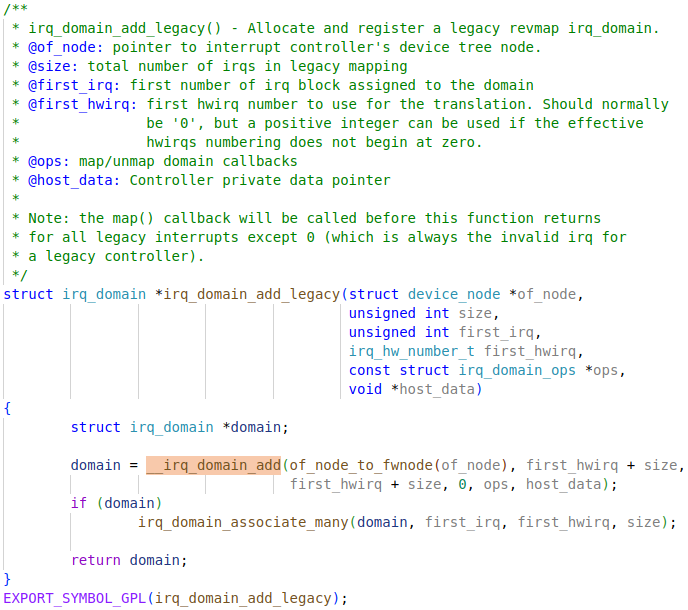 /**
 * irq_domain_add_legacy() - Allocate and register a legacy revmap irq_domain.
 * @of_node: pointer to interrupt controller's device tree node.
 * @size: total number of irqs in legacy mapping
 * @first_irq: first number of irq block assigned to the domain
 * @first_hwirq: first hwirq number to use for the translation. Should normally
 *               be '0', but a positive integer can be used if the effective
 *               hwirqs numbering does not begin at zero.
 * @ops: map/unmap domain callbacks
 * @host_data: Controller private data pointer
 *
 * Note: the map() callback will be called before this function returns
 * for all legacy interrupts except 0 (which is always the invalid irq for
 * a legacy controller).
 */
struct irq_domain *irq_domain_add_legacy(struct device_node *of_node,
                                         unsigned int size,
                                         unsigned int first_irq,
                                         irq_hw_number_t first_hwirq,
                                         const struct irq_domain_ops *ops,
                                         void *host_data)
{
        struct irq_domain *domain;

        domain = __irq_domain_add(of_node_to_fwnode(of_node), first_hwirq + size,
                                  first_hwirq + size, 0, ops, host_data);
        if (domain)
                irq_domain_associate_many(domain, first_irq, first_hwirq, size);

        return domain;
}
EXPORT_SYMBOL_GPL(irq_domain_add_legacy);